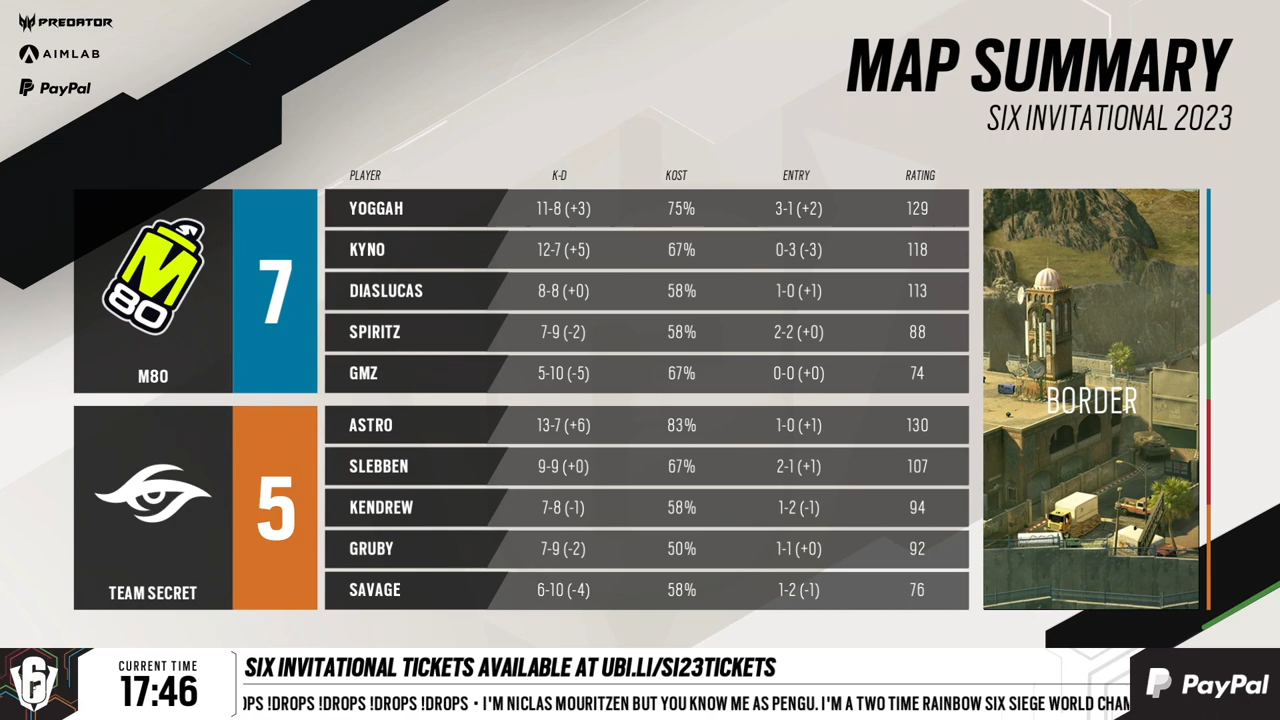 PREDATOR
AIMLAB
PayPal
MAP SUMMARY
SIX INVITATIONAL 2023
PLAYER K-D KOST ENTRY RATING
YOGGAH 11-8 (+3) 75% 3-1 (+2) 129
KYNO 12-7 (+5) 67% 0-3 (-3) 118
DIASLUCAS 8-8 (+0) 58% 1-0 (+1) 113
SPIRITZ 7-9 (-2) 58% 2-2 (+0) 88
GMZ 5-10 (-5) 67% 0-0 (+0) 74
M80
7
M80
ASTRO 13-7 (+6) 83% 1-0 (+1) 130
SLEBBEN 9-9 (+0) 67% 2-1 (+1) 107
KENDREW 7-8 (-1) 58% 1-2 (-1) 94
GRUBY 7-9 (-2) 50% 1-1 (+0) 92
SAVAGE 6-10 (-4) 58% 1-2 (-1) 76
5
TEAM SECRET
BORDER
6
CURRENT TIME
17:46
SIX INVITATIONAL TICKETS AVAILABLE AT UBI.LI/SI23TICKETS
OPS !DROPS !DROPS !DROPS !DROPS • I'M NICLAS MOURITZEN BUT YOU KNOW ME AS PENGU. I'M A TWO TIME RAINBOW SIX SIEGE WORLD CHAM
PayPal